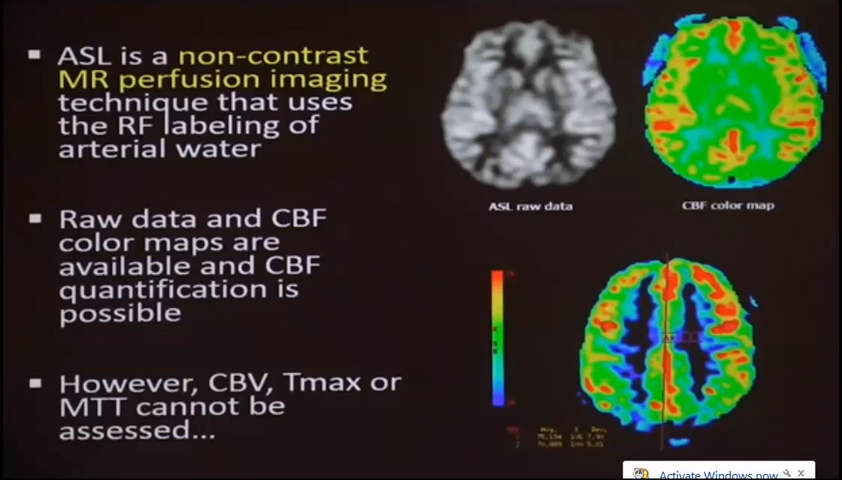 ▪ ASL is a non-contrast
MR perfusion imaging
technique that uses
the RF labeling of
arterial water
▪ Raw data and CBF
color maps are
available and CBF
quantification is
possible
▪ However, CBV, Tmax or
MTT cannot be
assessed...
ASL raw data
CBF color map
Activate Windows now